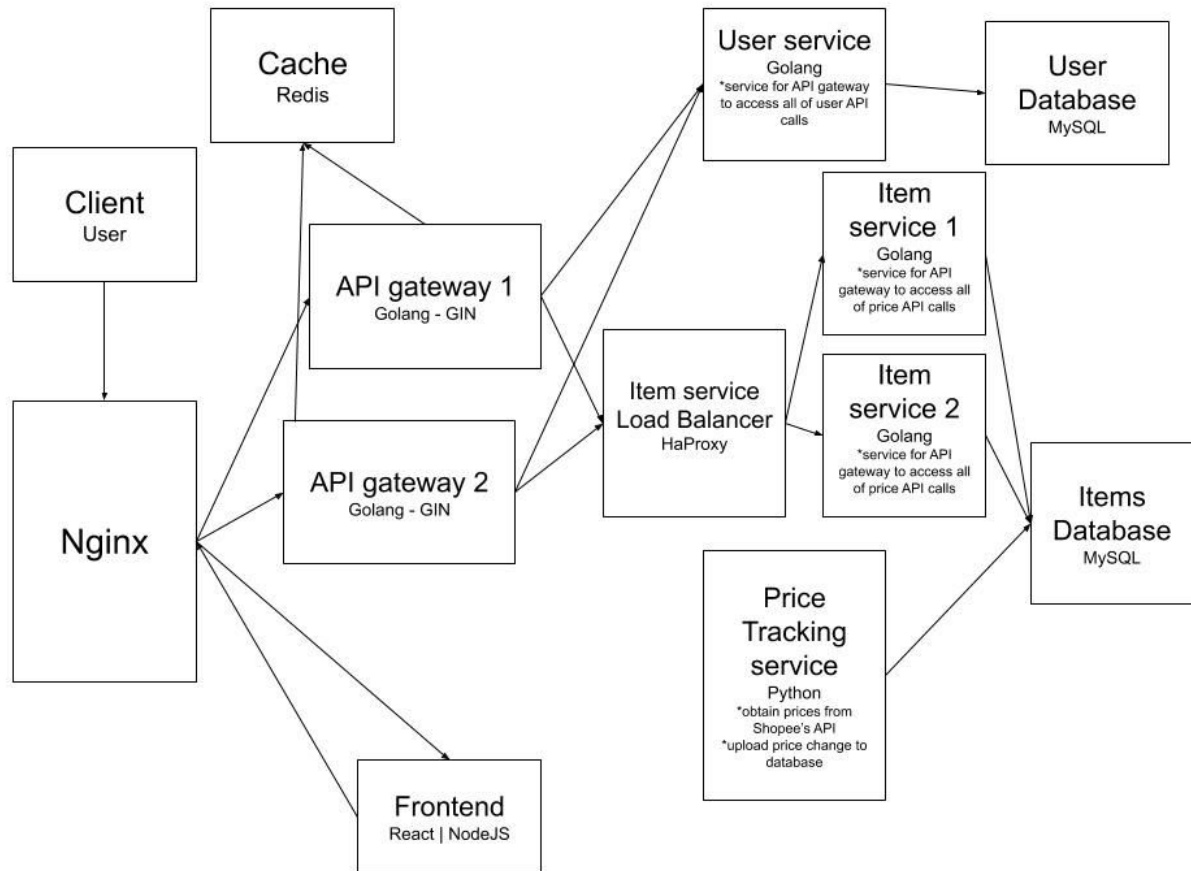 Cache
Redis
User service
Golang
*service for API gateway
to access all of user API
calls
User
Database
MySQL
Client
User
API gateway 1
Golang - GIN
Item
service 1
Golang
*service for API
gateway to access all
of price API calls
API gateway 2
Golang - GIN
Item service
Load Balancer
HaProxy
Item
service 2
Golang
*service for API
gateway to access all
of price API calls
Nginx
Items
Database
MySQL
Price
Tracking
service
Python
*obtain prices from
Shopee's API
*upload price change to
database
Frontend
React | NodeJS